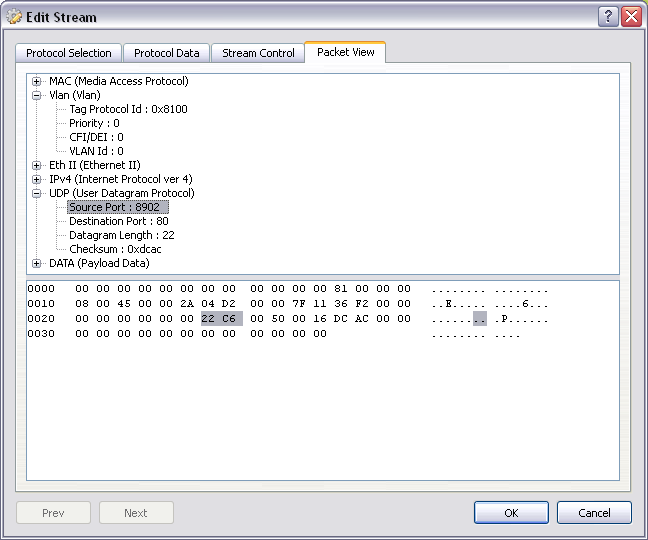 Edit Stream
Protocol Selection Protocol Data Stream Control Packet View
MAC (Media Access Protocol)
Vlan (Vlan)
Tag Protocol Id : 0x8100
Priority : 0
CFI/DEI : 0
VLAN Id : 0
Eth II (Ethernet II)
IPv4 (Internet Protocol ver 4)
UDP (User Datagram Protocol)
Source Port : 8902
Destination Port : 80
Datagram Length : 22
Checksum : 0xdcac
DATA (Payload Data)
0000 00 00 00 00 00 00 00 00 00 00 00 00 81 00 00 00 ........ ........
0010 08 00 45 00 00 2A 04 D2 00 00 7F 11 36 F2 00 00 ..E..... ....6...
0020 00 00 00 00 00 00 22 C6 00 50 00 16 DC AC 00 00 ........ .P......
0030 00 00 00 00 00 00 00 00 00 00 00 00 ........ ....
Prev Next OK Cancel